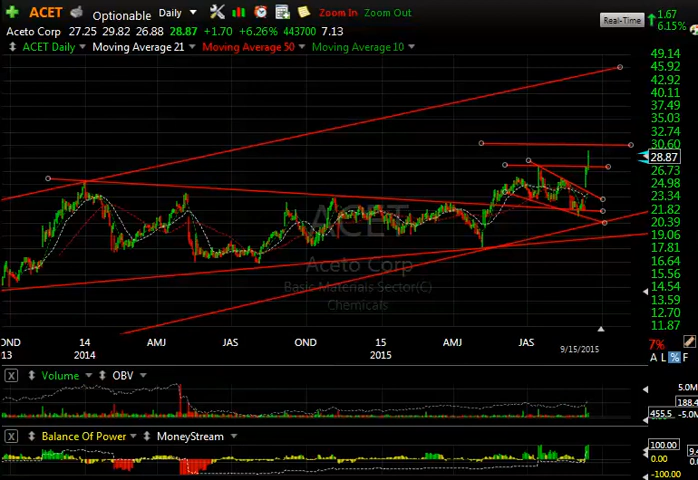 ACET Optionable Daily Zoom In Zoom Out Real-Time 1.67
Aceto Corp 27.25 29.82 26.88 28.87 +1.70 +6.26% 443700 7.13 6.15%
ACET Daily Moving Average 21 Moving Average 50 Moving Average 10
49.14
45.92
42.92
40.11
37.49
35.03
32.74
30.60
28.87
26.73
24.98
23.34
21.82
20.39
19.06
17.81
16.64
15.56
14.54
13.59
12.70
11.87
ACET
Aceto Corp
Basic Materials Sector(C)
Chemicals
OND 14 AMJ JAS OND 15 AMJ JAS 7%
13 2014 2015 9/15/2015 A L % F
X Volume OBV
5.0M
188.4
455.5 -5.0M
X Balance Of Power MoneyStream
100.00
0.00
-100.00